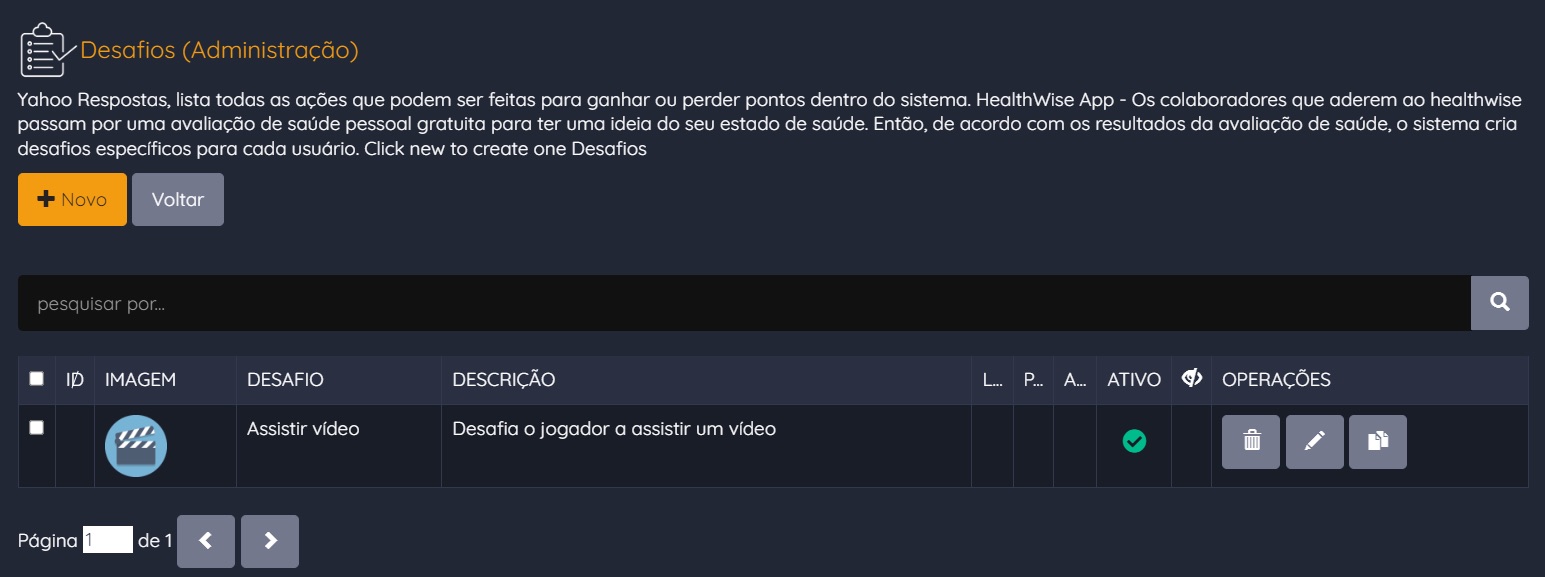 Desafios (Administração)
Yahoo Respostas, lista todas as ações que podem ser feitas para ganhar ou perder pontos dentro do sistema. HealthWise App - Os colaboradores que aderem ao healthwise
passam por uma avaliação de saúde pessoal gratuita para ter uma ideia do seu estado de saúde. Então, de acordo com os resultados da avaliação de saúde, o sistema cria
desafios específicos para cada usuário. Click new to create one Desafios
Novo Voltar
pesquisar por...
ID IMAGEM DESAFIO DESCRIÇÃO L... P... A... ATIVO OPERAÇÕES
Assistir vídeo Desafia o jogador a assistir um vídeo
Página 1 de 1